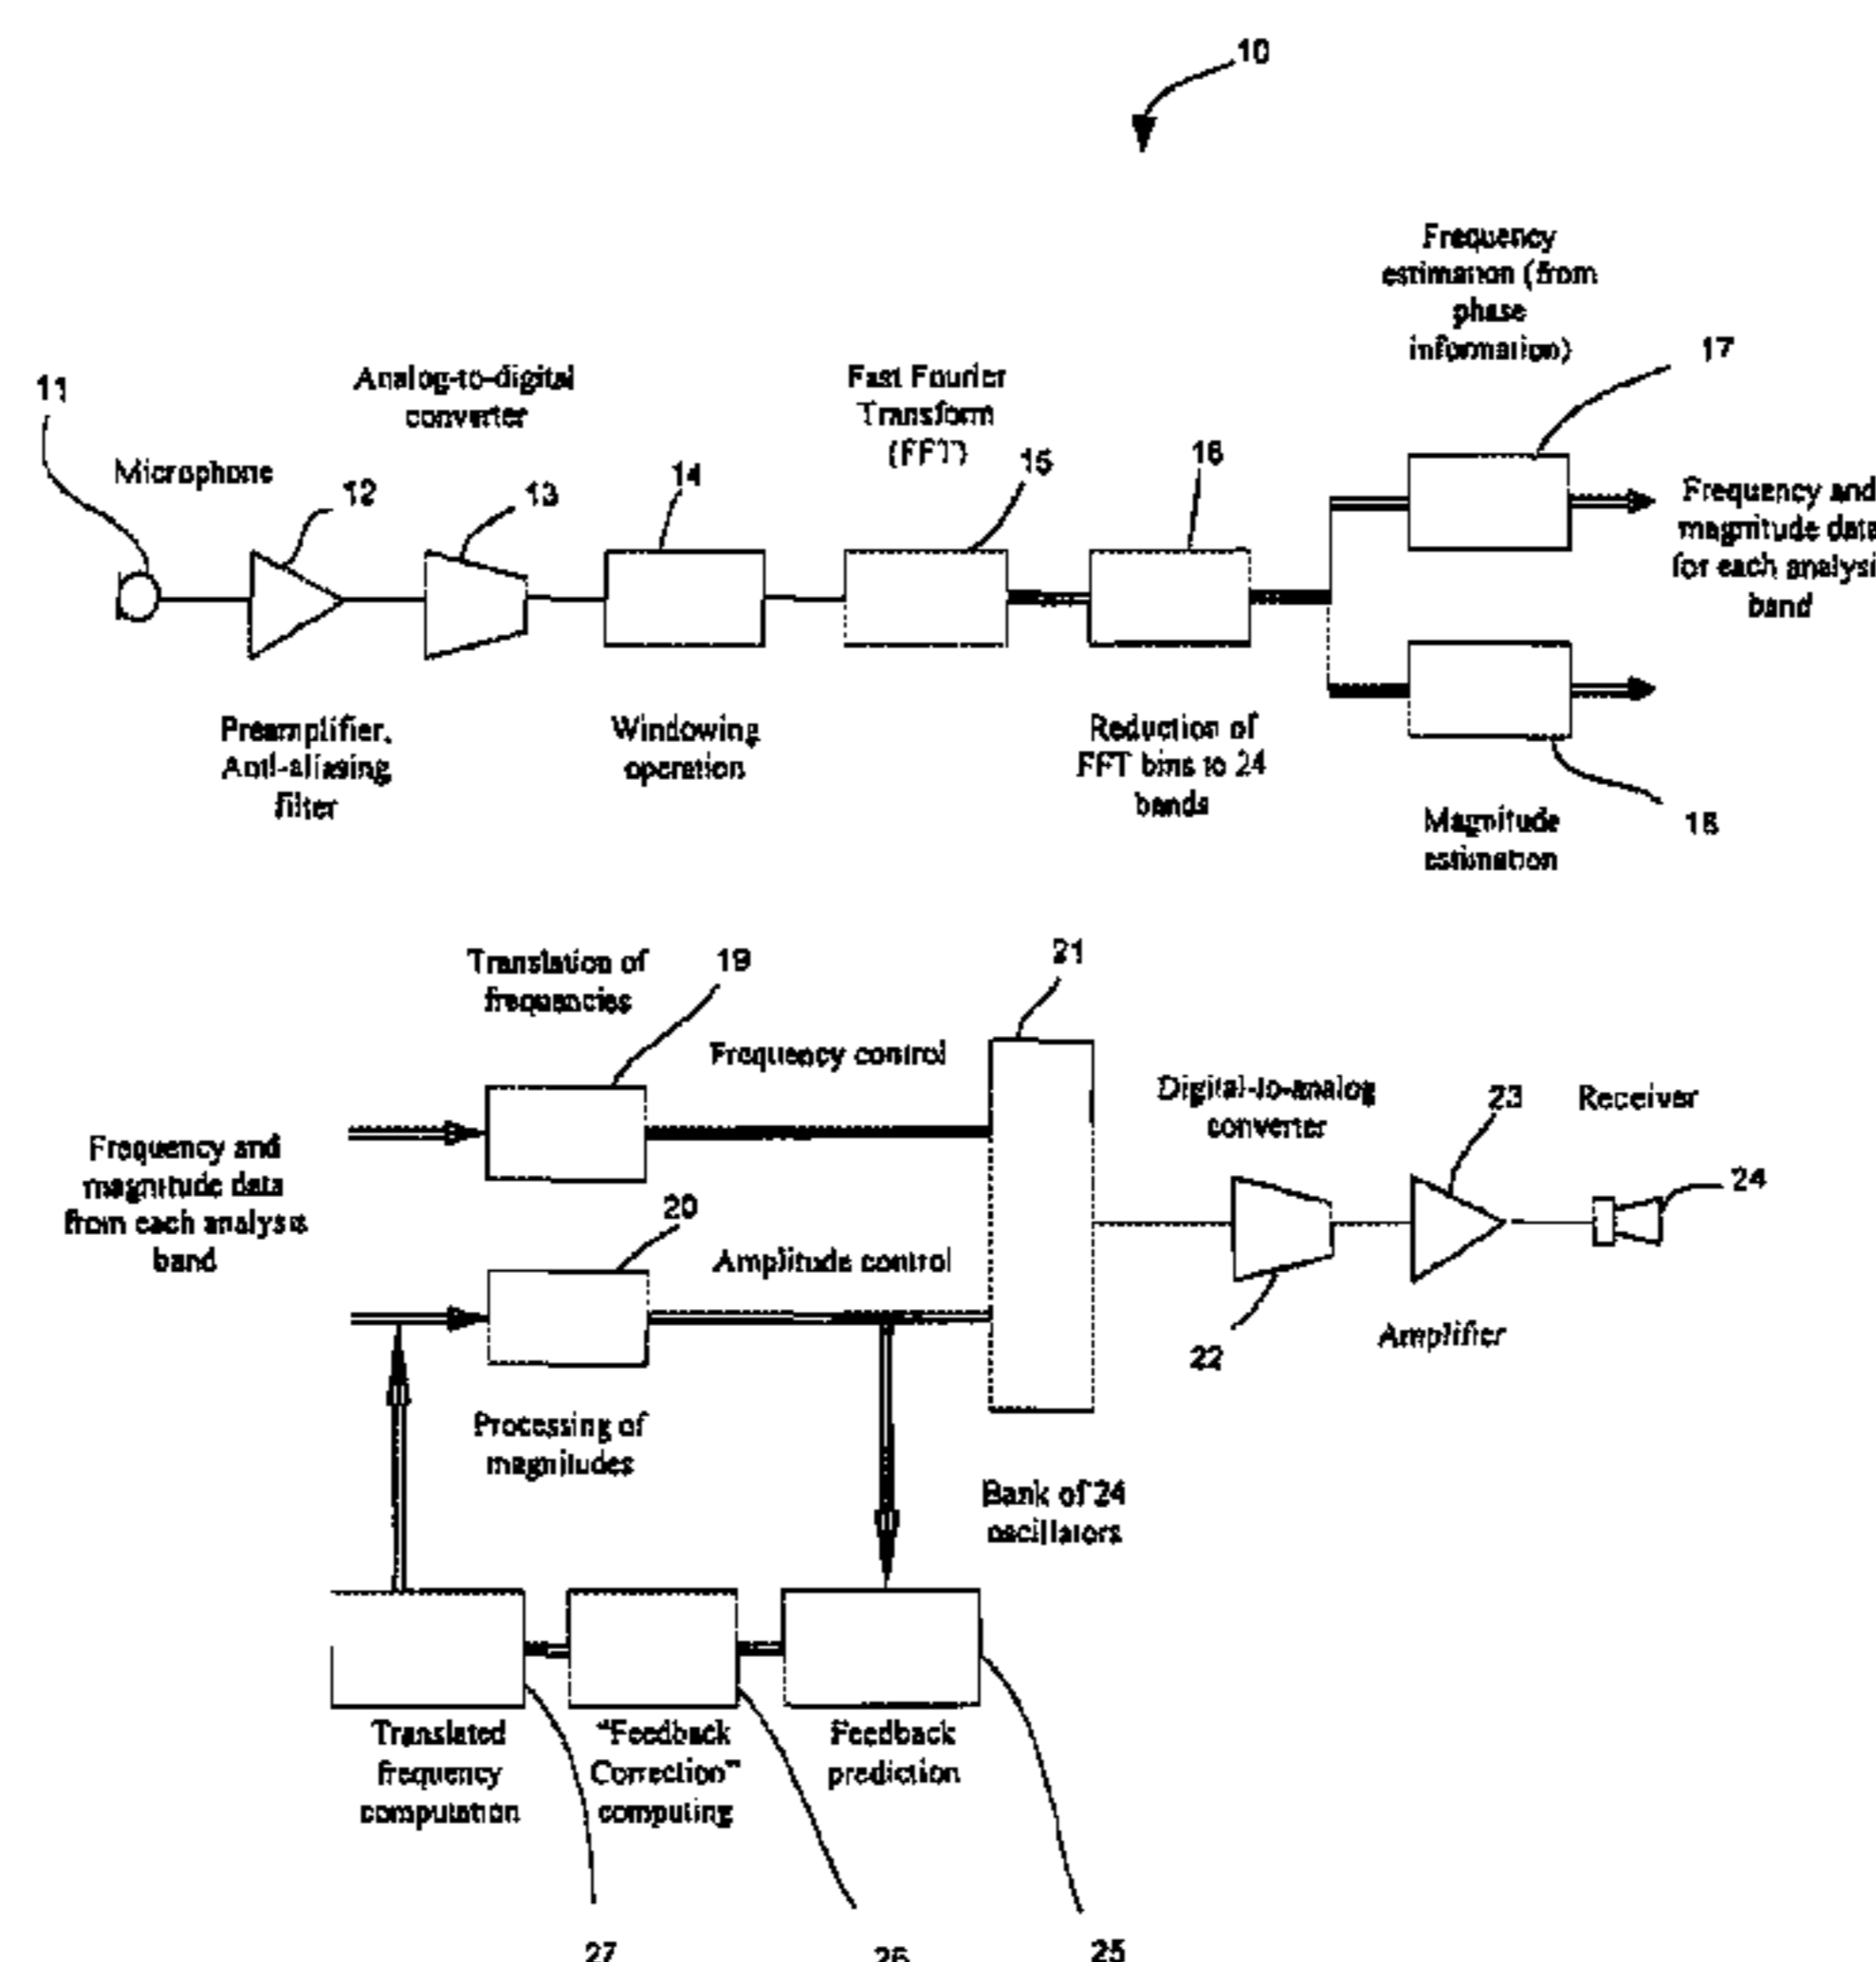 10
Frequency
estimation (from
phase
information)
17
11
Analog-to-digital
converter
Fast Fourier
Transform
(FFT)
Microphone
12
13
14
15
16
Frequency and
magnitude data
for each analysi
band
Preamplifier,
Anti-aliasing
filter
Windowing
operation
Reduction of
FFT bins to 24
bands
Magnitude
estimation
18
Translation of
frequencies
19
21
Frequency control
Digital-to-analog
converter
23
Receiver
24
Frequency and
magnitude data
from each analysis
band
20
Amplitude control
22
Amplifier
Processing of
magnitudes
Bank of 24
oscillators
Translated
frequency
computation
"Feedback
Correction"
computing
Feedback
prediction
27
26
25